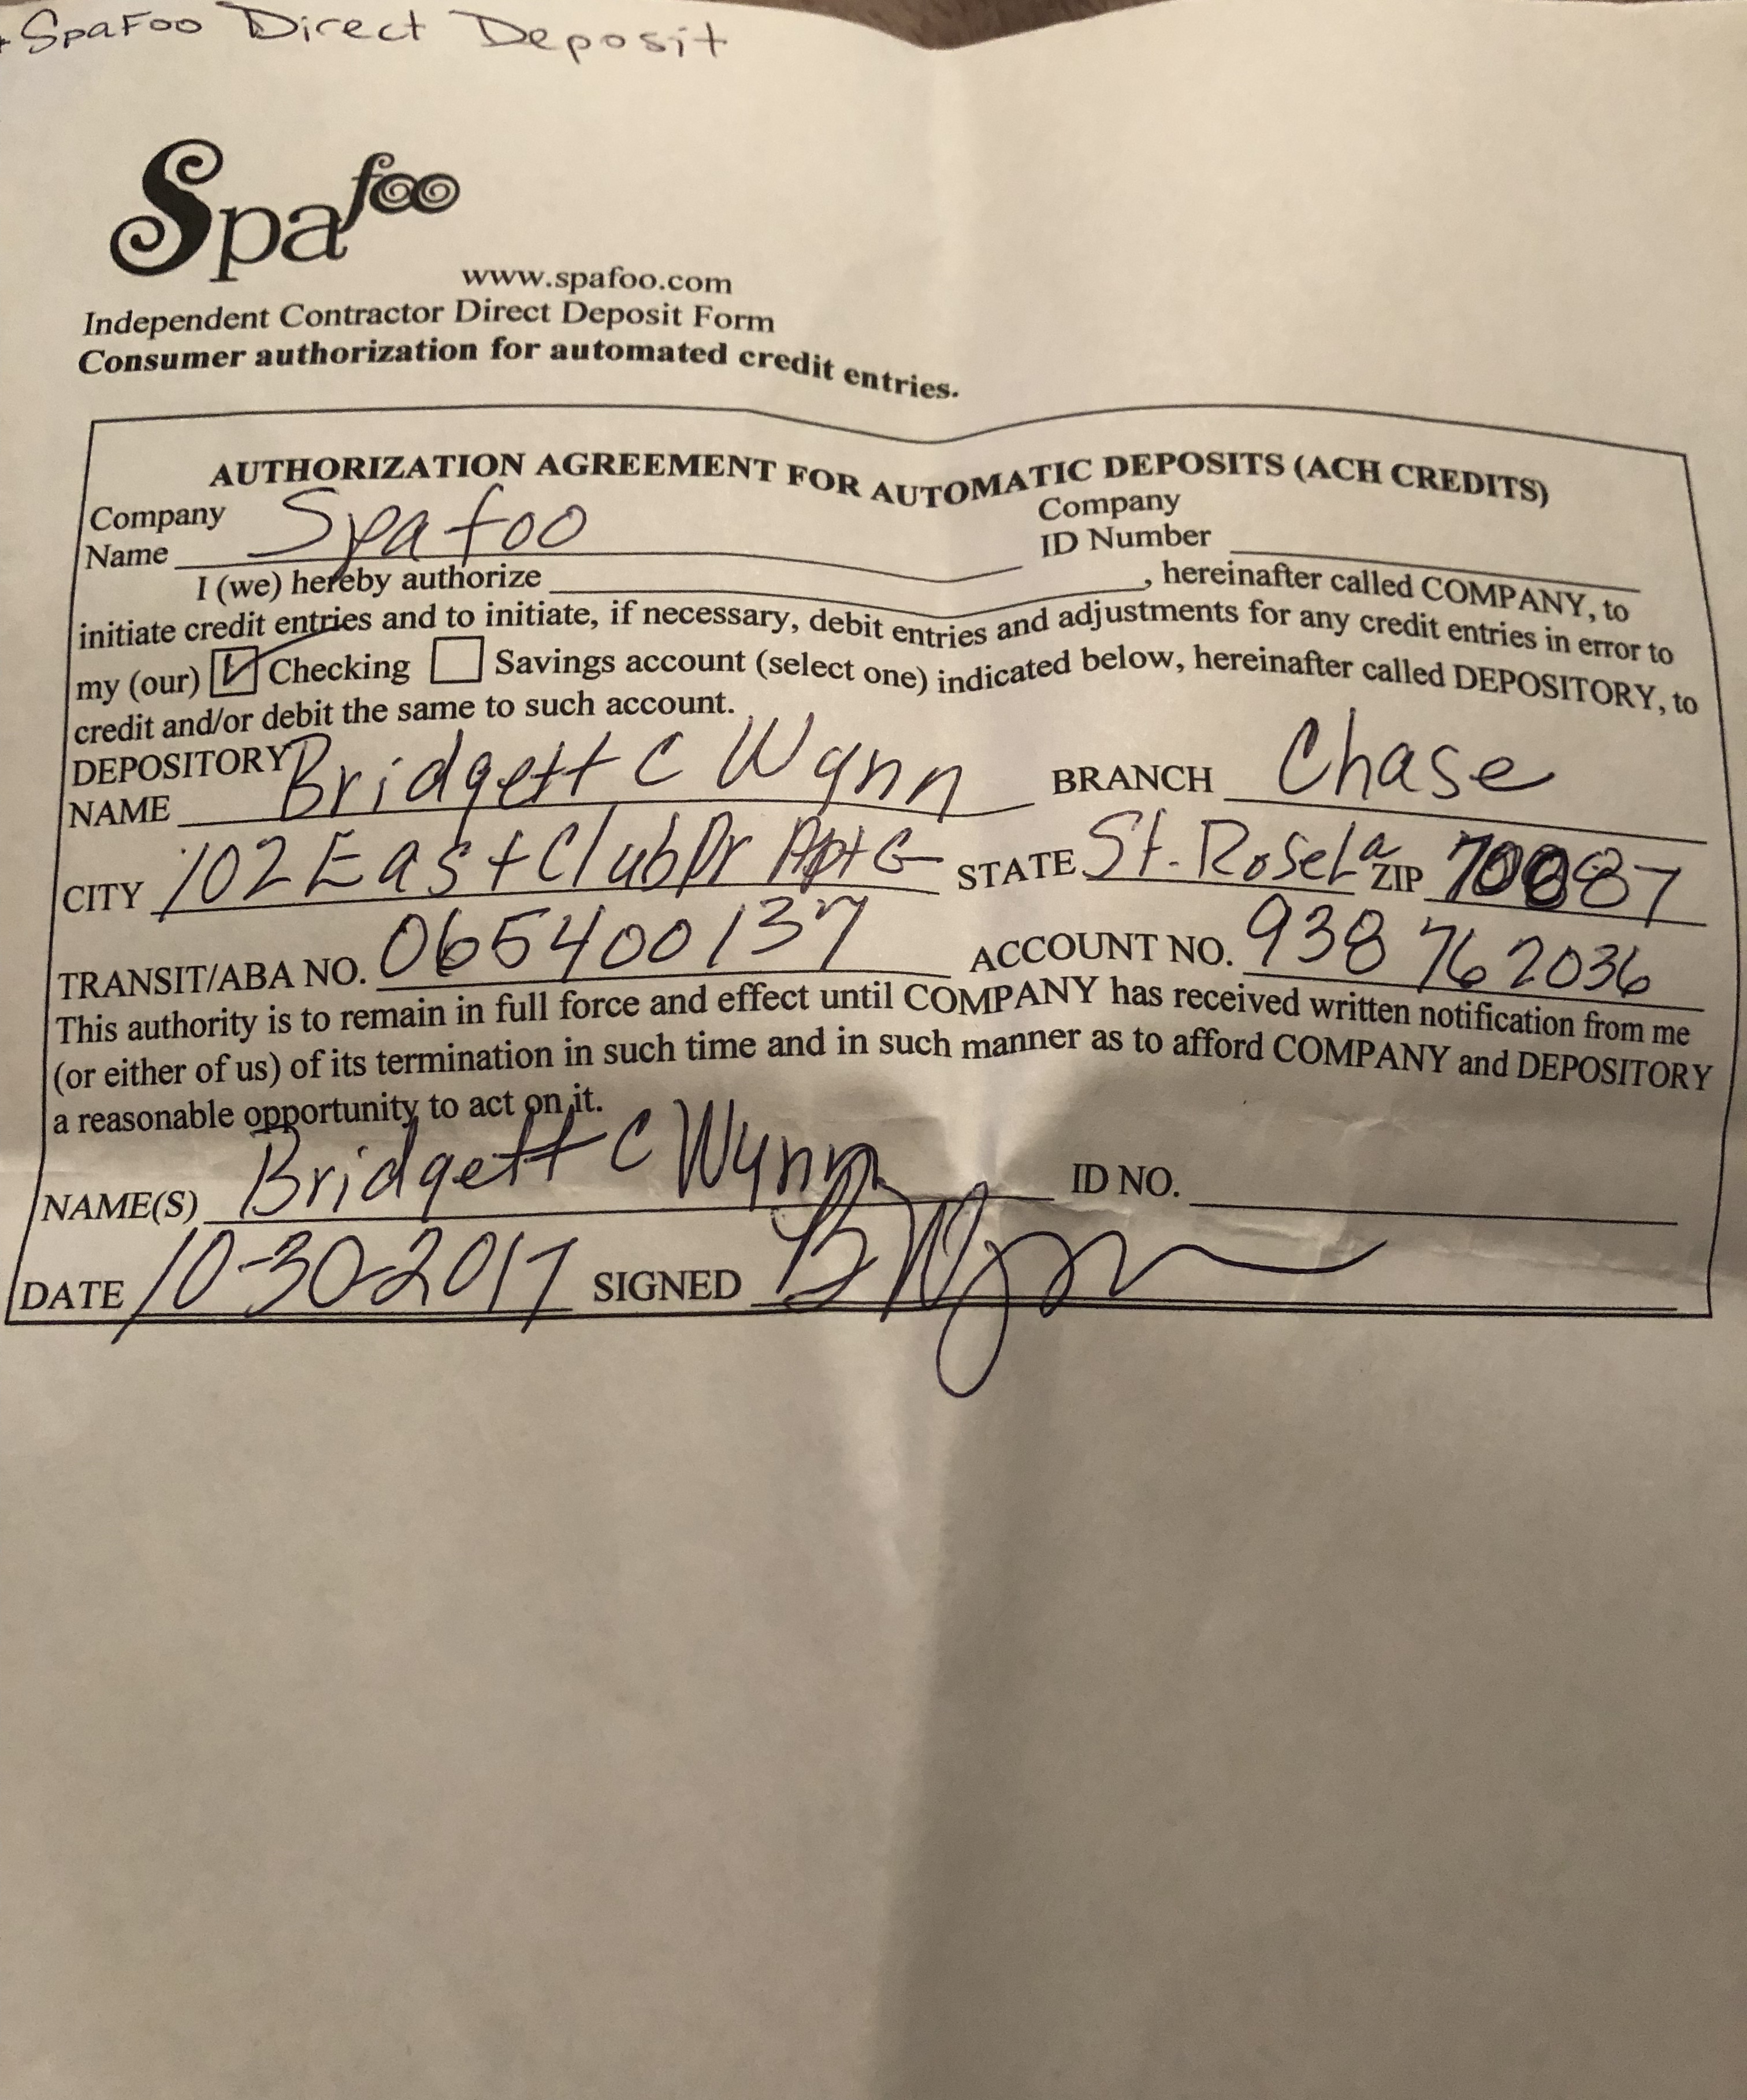 SpaFoo Direct Deposit
Spa foo
www.spafoo.com
Independent Contractor Direct Deposit Form
Consumer authorization for automated credit entries.
AUTHORIZATION AGREEMENT FOR AUTOMATIC DEPOSITS (ACH CREDITS)
Company Name Spa foo Company ID Number
I (we) hereby authorize , hereinafter called COMPANY, to
initiate credit entries and to initiate, if necessary, debit entries and adjustments for any credit entries in error to
my (our) Checking Savings account (select one) indicated below, hereinafter called DEPOSITORY, to
credit and/or debit the same to such account.
DEPOSITORY NAME Bridgett C Wynn BRANCH Chase
CITY 102 East Club Dr Apt G STATE St. Rose La ZIP 70087
TRANSIT/ABA NO. 065400137 ACCOUNT NO. 938762036
This authority is to remain in full force and effect until COMPANY has received written notification from me
(or either of us) of its termination in such time and in such manner as to afford COMPANY and DEPOSITORY
a reasonable opportunity to act on it.
NAME(S) Bridgett C Wynn ID NO.
DATE 10-30-2017 SIGNED B Wynn